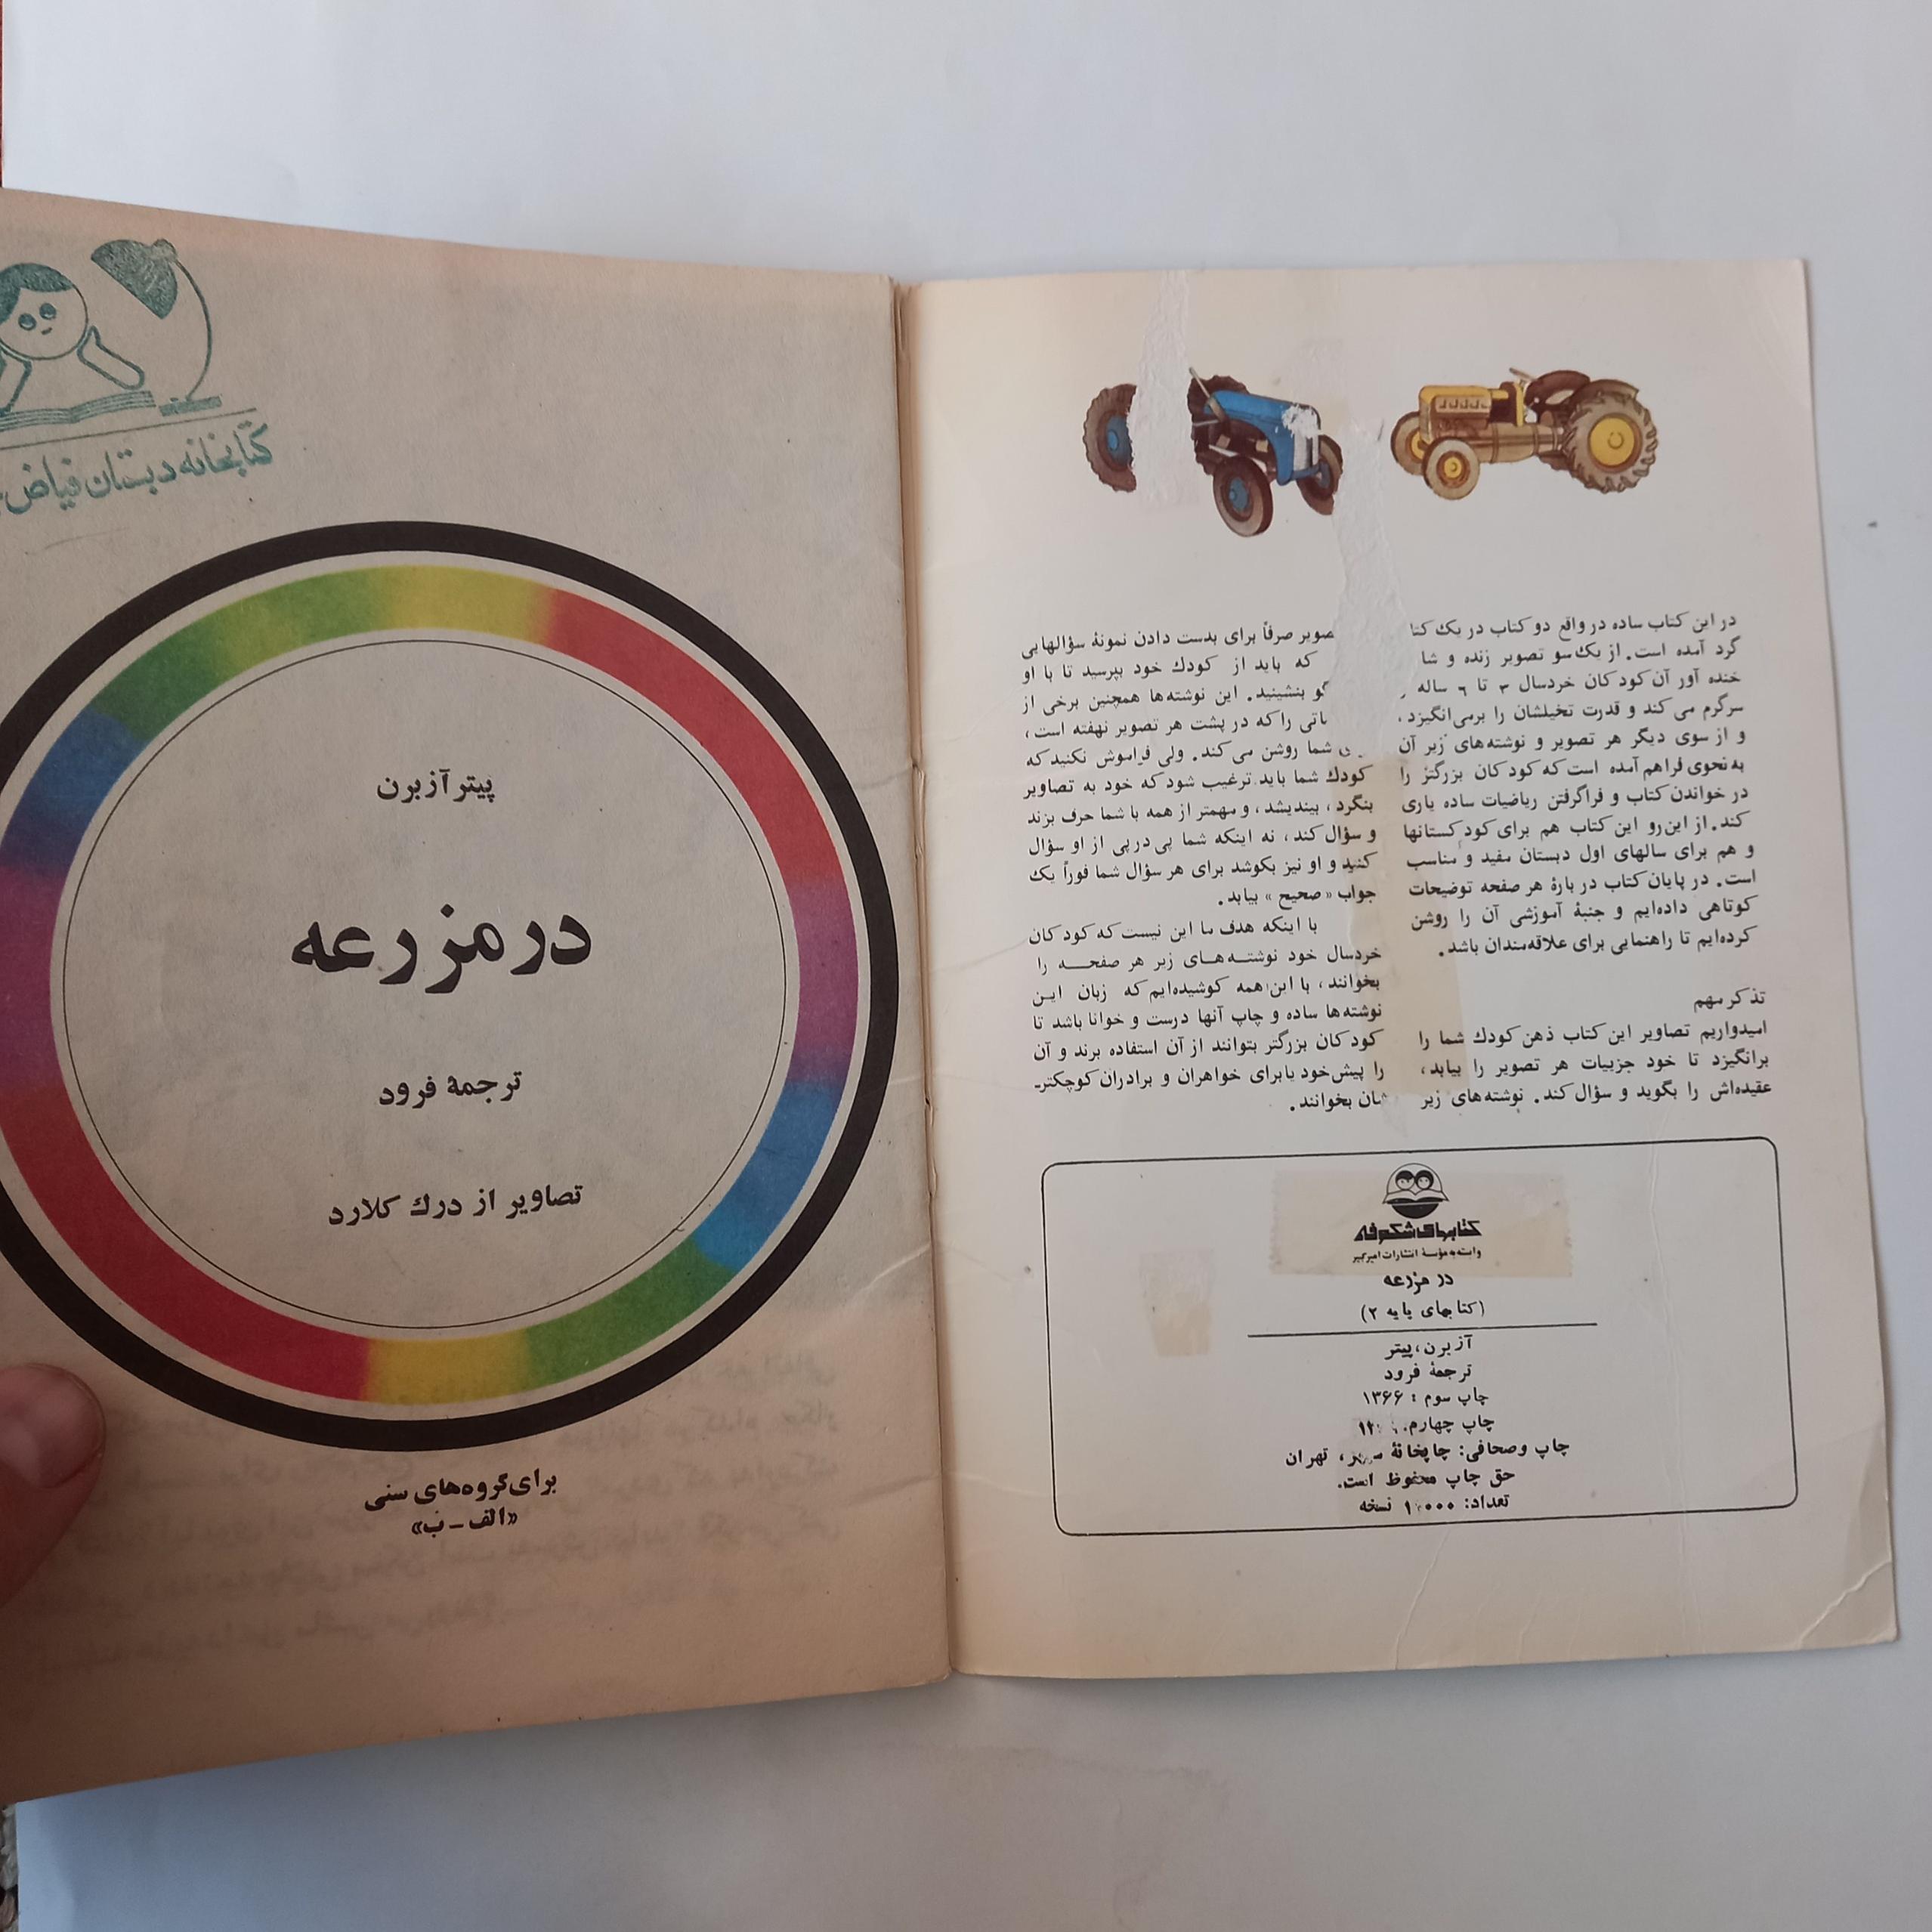 در این کتاب ساده در واقع دو کتاب در یک
گرد آمده است. از یک سو تصویر زنده و
خنده آور آن کودکان خردسال ۳ تا ۶ ساله
سرگرم می‌کند و قدرت تخیلشان را برمی‌انگیزد،
و از سوی دیگر هر تصویر و نوشته‌های زیر آن
به نحوی فراهم آمده است که کودکان بزرگتر را
در خواندن کتاب و فراگرفتن ریاضیات ساده یاری
کند. از این رو این کتاب هم برای کودکستانها
و هم برای سالهای اول دبستان مفید و مناسب
است. در پایان کتاب در بارهٔ هر صفحه توضیحات
کوتاهی داده‌ایم و جنبهٔ آموزشی آن را روشن
کرده‌ایم تا راهنمایی برای علاقه‌مندان باشد.
تذکر مهم
امیدواریم تصاویر این کتاب ذهن کودک شما را
برانگیزد تا خود جزییات هر تصویر را بیابد،
عقیده‌اش را بگوید و سؤال کند. نوشته‌های زیر
صرفاً برای بدست دادن نمونهٔ سؤالهایی
که باید از کودک خود بپرسید تا با او
بنشینید. این نوشته‌ها همچنین برخی از
را که در پشت هر تصویر نهفته است،
شما روشن می‌کند. ولی فراموش نکنید که
کودک شما باید ترغیب شود که خود به تصاویر
بنگرد، بیندیشد، و مهمتر از همه با شما حرف بزند
و سؤال کند، نه اینکه شما پی در پی از او سؤال
کنید و او نیز بکوشد برای هر سؤال شما فوراً یک
جواب «صحیح» بیابد.
با اینکه هدف ما این نیست که کودکان
خردسال خود نوشته‌های زیر هر صفحه را
بخوانند، با این همه کوشیده‌ایم که زبان این
نوشته‌ها ساده و چاپ آنها درست و خوانا باشد تا
کودکان بزرگتر بتوانند از آن استفاده برند و آن
را پیش خود یا برای خواهران و برادران کوچکتر‌ـ
شان بخوانند.
کتابهای شکوفه
وابسته به مؤسسهٔ انتشارات امیرکبیر
در مزرعه
(کتابهای پایه ۲)
آزبرن، پیتر
ترجمهٔ فرود
چاپ سوم : ۱۳۶۶
چاپ چهارم:
چاپ و صحافی: چاپخانهٔ تهران
حق چاپ محفوظ است.
تعداد: نسخه
کتابخانه دبستان فیاض
پیتر آزبرن
در مزرعه
ترجمهٔ فرود
تصاویر از درک کلارد
برای گروه‌های سنی
«الف - ب»